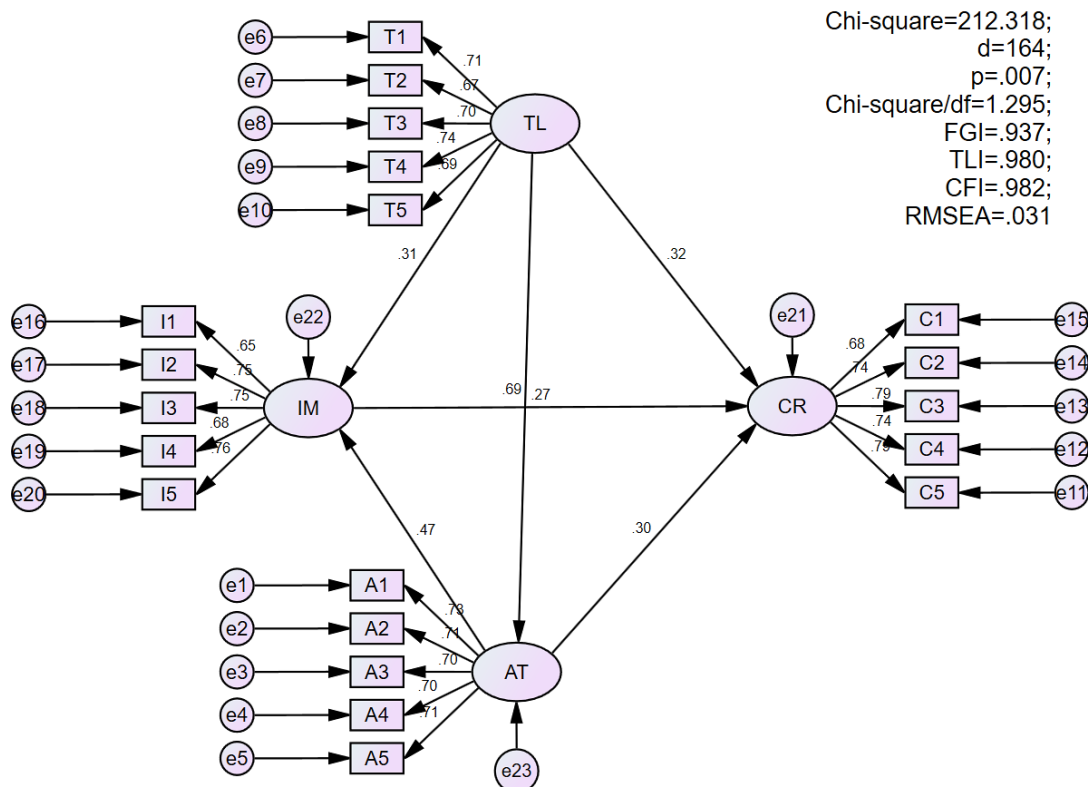 Chi-square=212.318;
d=164;
p=.007;
Chi-square/df=1.295;
FGI=.937;
TLI=.980;
CFI=.982;
RMSEA=.031
e6 T1 .71
e7 T2 .67
e8 T3 .70 TL
e9 T4 .74
e10 T5 .69
.31 .32
e16 I1 .65 e22 e21 .68 C1 e15
e17 I2 .75 .74 C2 e14
e18 I3 .75 IM .69 .27 CR .79 C3 e13
e19 I4 .68 .74 C4 e12
e20 I5 .76 .79 C5 e11
.47 .30
e1 A1 .73
e2 A2 .71
e3 A3 .70 AT
e4 A4 .70
e5 A5 .71
e23